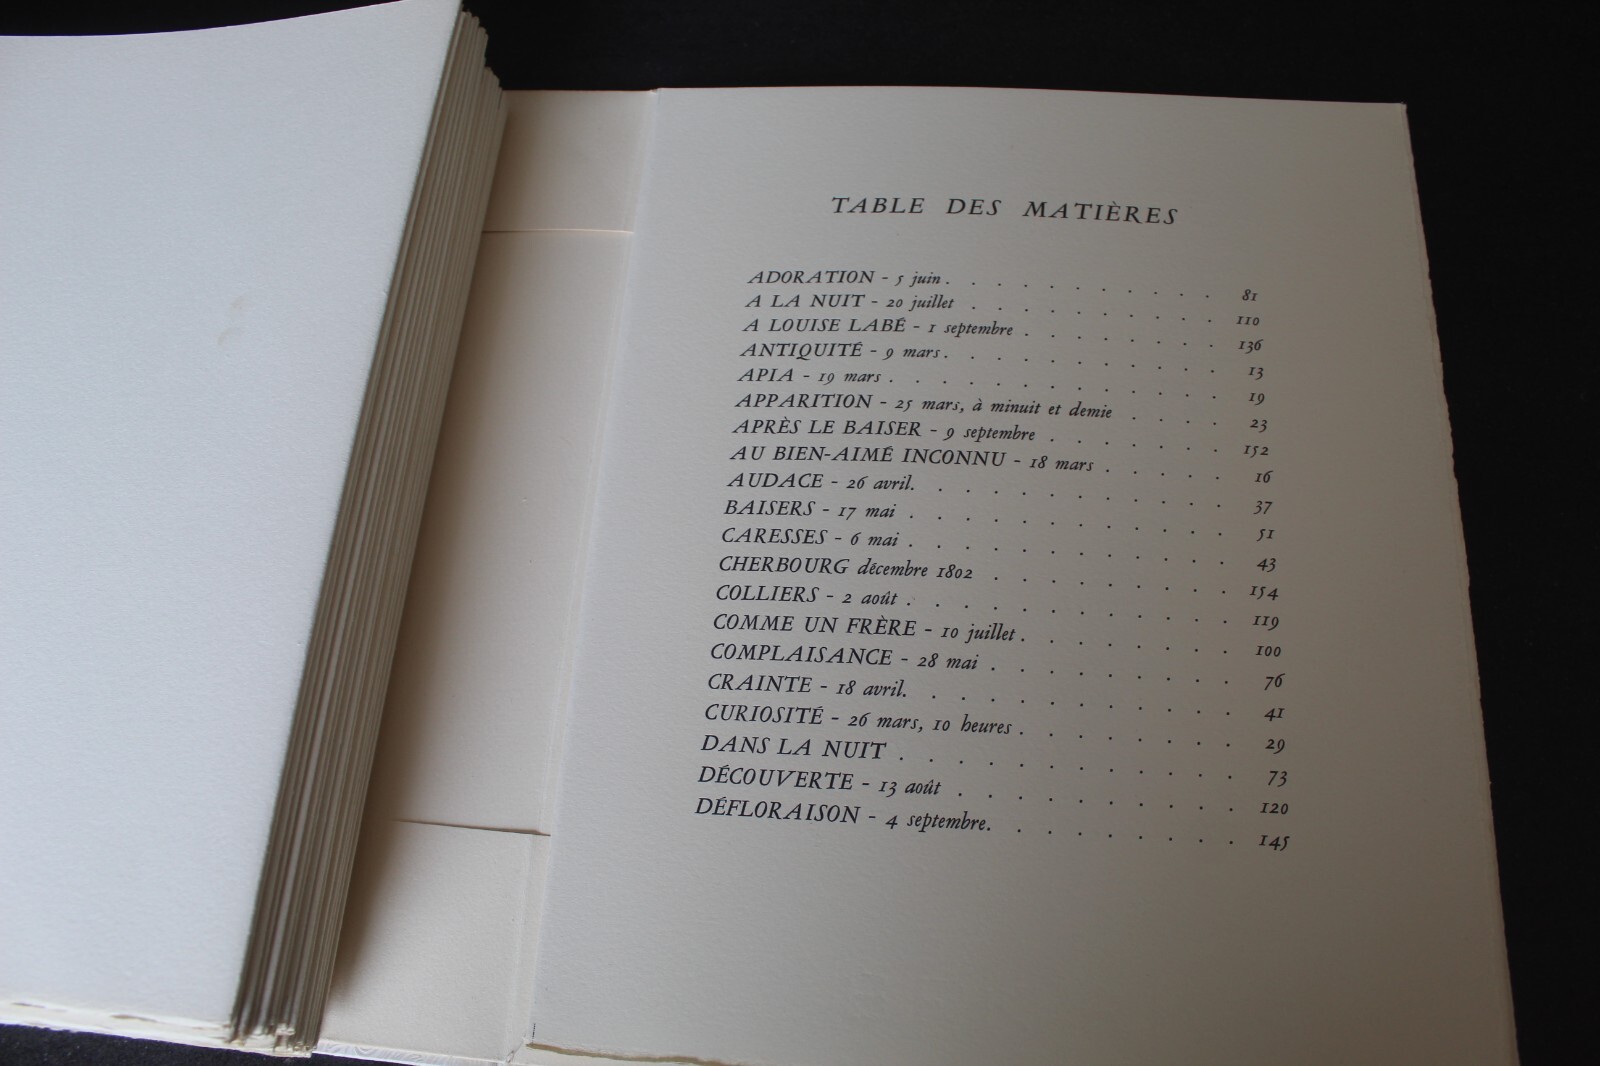 TABLE DES MATIÈRES
ADORATION - 5 juin . . . . . . . . . . . 81
A LA NUIT - 20 juillet . . . . . . . . . . 110
A LOUISE LABÉ - 1 septembre . . . . . . . . 136
ANTIQUITÉ - 9 mars . . . . . . . . . . . 13
APIA - 19 mars . . . . . . . . . . . . 19
APPARITION - 25 mars, à minuit et demie . . . . 23
APRÈS LE BAISER - 9 septembre . . . . . . . 152
AU BIEN-AIMÉ INCONNU - 18 mars . . . . . 16
AUDACE - 26 avril. . . . . . . . . . . . 37
BAISERS - 17 mai . . . . . . . . . . . . 51
CARESSES - 6 mai . . . . . . . . . . . . 43
CHERBOURG décembre 1802 . . . . . . . . . 154
COLLIERS - 2 août . . . . . . . . . . . . 119
COMME UN FRÈRE - 10 juillet . . . . . . . . 100
COMPLAISANCE - 28 mai . . . . . . . . . 76
CRAINTE - 18 avril. . . . . . . . . . . . 41
CURIOSITÉ - 26 mars, 10 heures . . . . . . . . 29
DANS LA NUIT . . . . . . . . . . . . 73
DÉCOUVERTE - 13 août . . . . . . . . . . 120
DÉFLORAISON - 4 septembre. . . . . . . . . 145